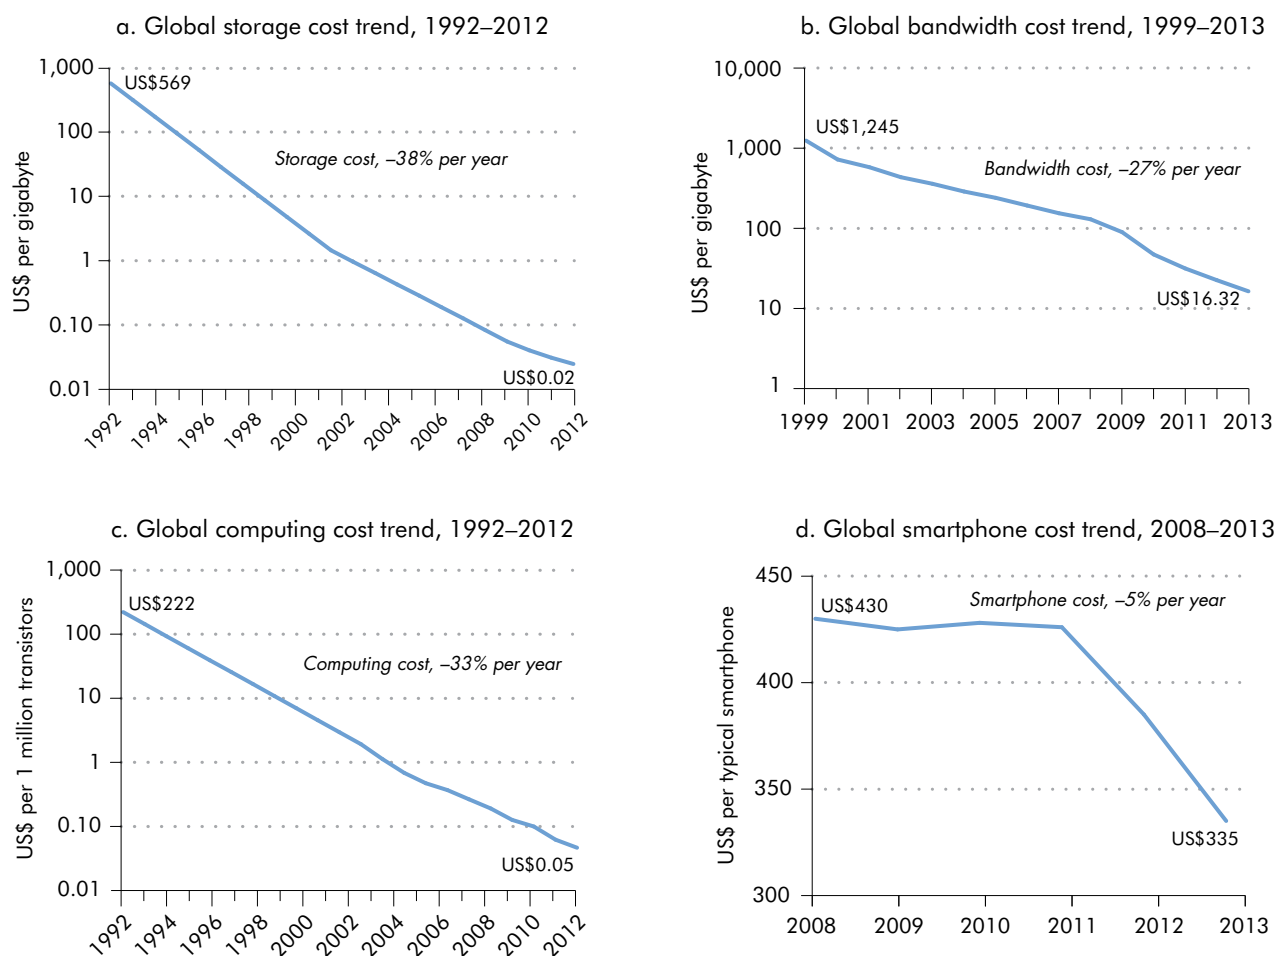 a. Global storage cost trend, 1992–2012
US$ per gigabyte
1,000
100
10
1
0.10
0.01
US$569
Storage cost, –38% per year
US$0.02
1992
1994
1996
1998
2000
2002
2004
2006
2008
2010
2012
b. Global bandwidth cost trend, 1999–2013
US$ per gigabyte
10,000
1,000
100
10
1
US$1,245
Bandwidth cost, –27% per year
US$16.32
1999
2001
2003
2005
2007
2009
2011
2013
c. Global computing cost trend, 1992–2012
US$ per 1 million transistors
1,000
100
10
1
0.10
0.01
US$222
Computing cost, –33% per year
US$0.05
1992
1994
1996
1998
2000
2002
2004
2006
2008
2010
2012
d. Global smartphone cost trend, 2008–2013
US$ per typical smartphone
450
400
350
300
US$430
Smartphone cost, –5% per year
US$335
2008
2009
2010
2011
2012
2013